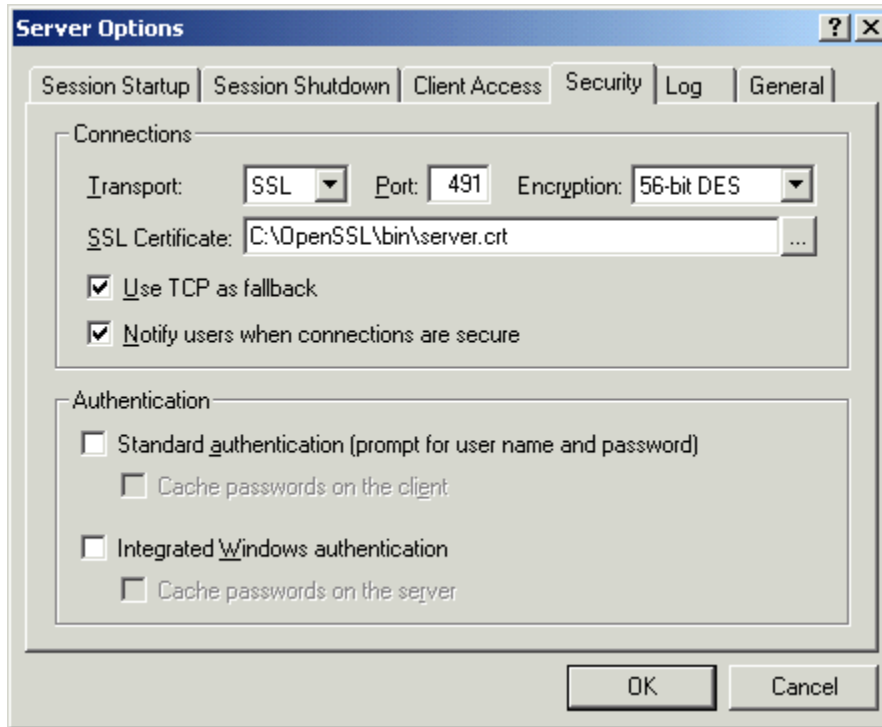 Server Options
Session Startup Session Shutdown Client Access Security Log General
Connections
Transport: SSL Port: 491 Encryption: 56-bit DES
SSL Certificate: C:\OpenSSL\bin\server.crt ...
Use TCP as fallback
Notify users when connections are secure
Authentication
Standard authentication (prompt for user name and password)
Cache passwords on the client
Integrated Windows authentication
Cache passwords on the server
OK Cancel